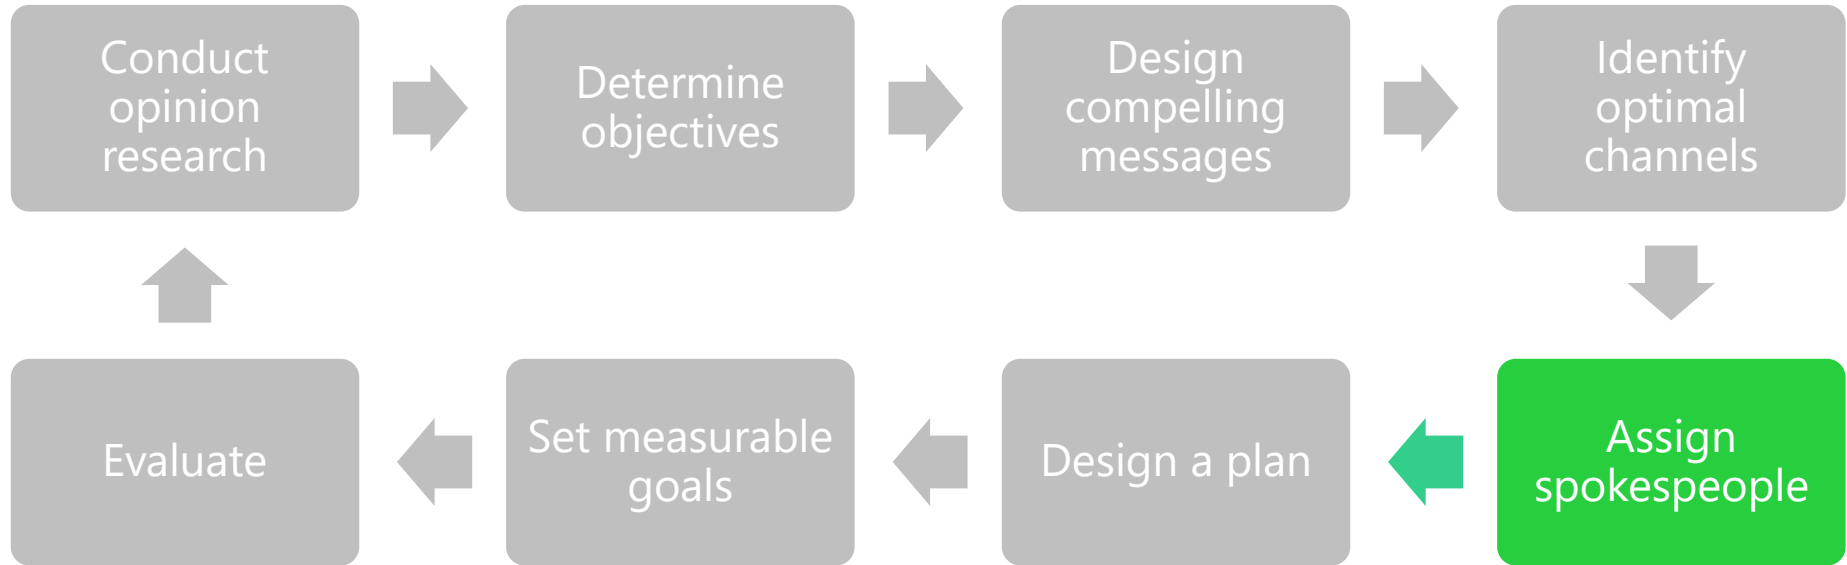 Conduct
opinion
research
Determine
objectives
Design
compelling
messages
Identify
optimal
channels
Assign
spokespeople
Design a plan
Set measurable
goals
Evaluate